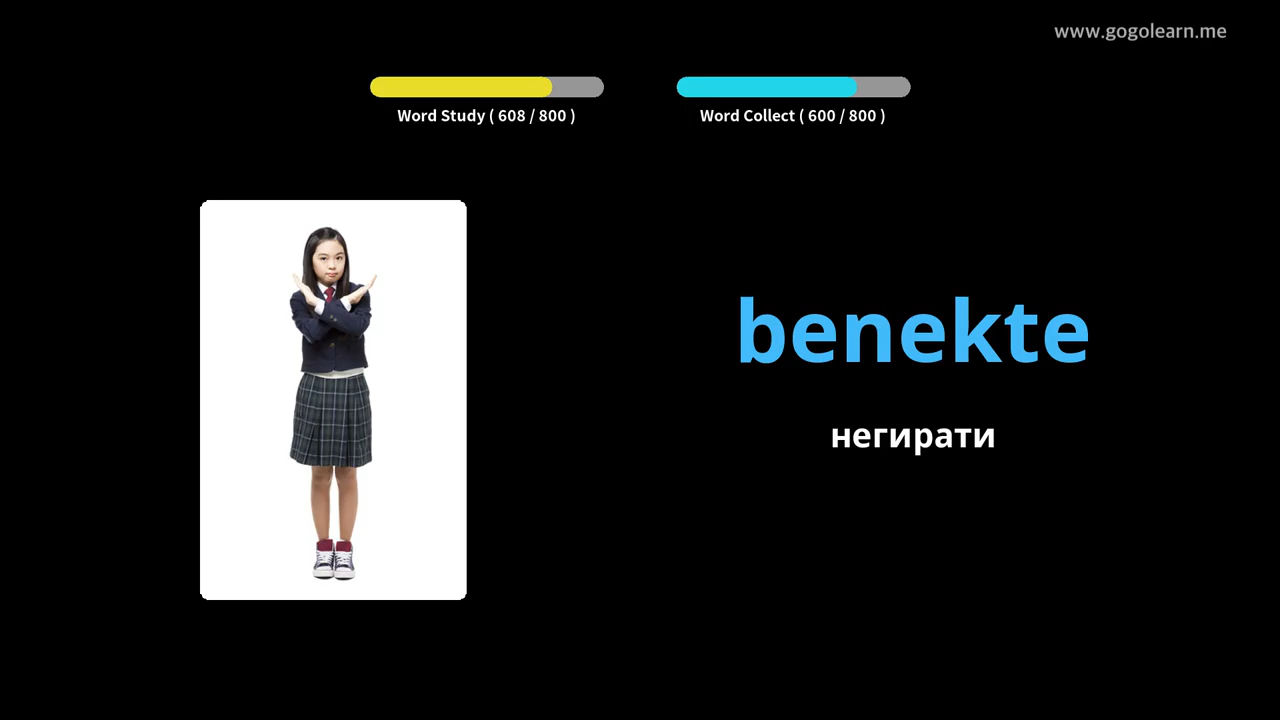 www.gogolearn.me
Word Study ( 608 / 800 )
Word Collect ( 600 / 800 )
benekte
негирати